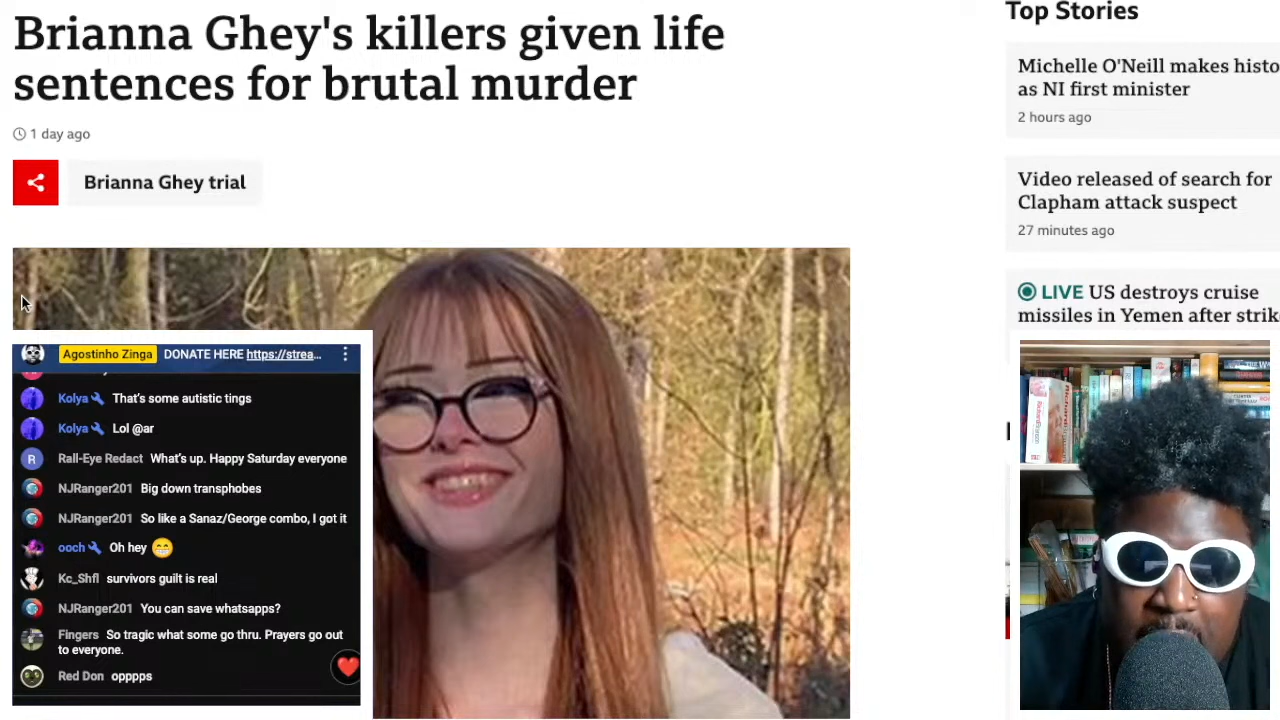 Brianna Ghey's killers given life
sentences for brutal murder
1 day ago
Brianna Ghey trial
Top Stories
Michelle O'Neill makes histo
as NI first minister
2 hours ago
Video released of search for
Clapham attack suspect
27 minutes ago
LIVE US destroys cruise
missiles in Yemen after strik
Agostinho Zinga DONATE HERE https://strea...
Kolya That's some autistic tings
Kolya Lol @ar
R Rall-Eye Redact What's up. Happy Saturday everyone
NJRanger201 Big down transphobes
NJRanger201 So like a Sanaz/George combo, I got it
ooch Oh hey 😁
Kc_Shfl survivors guilt is real
NJRanger201 You can save whatsapps?
Fingers So tragic what some go thru. Prayers go out
to everyone.
Red Don opppps